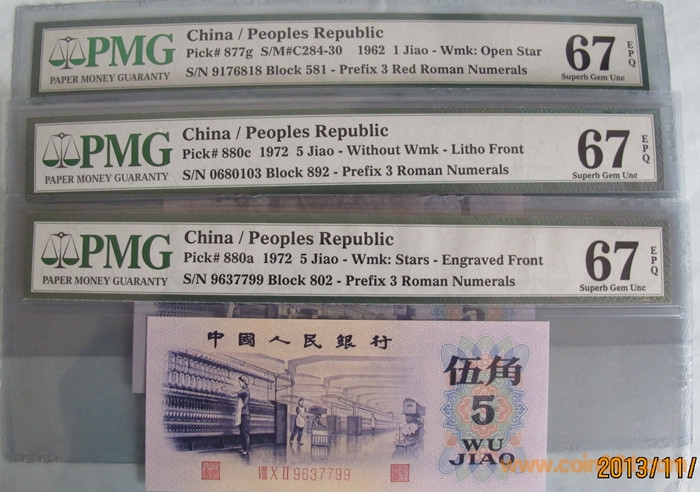 PMG
PAPER MONEY GUARANTY
China / Peoples Republic
Pick# 877g S/M#C284-30 1962 1 Jiao - Wmk: Open Star
S/N 9176818 Block 581 - Prefix 3 Red Roman Numerals
67 EPQ
Superb Gem Unc
PMG
PAPER MONEY GUARANTY
China / Peoples Republic
Pick# 880c 1972 5 Jiao - Without Wmk - Litho Front
S/N 0680103 Block 892 - Prefix 3 Roman Numerals
67 EPQ
Superb Gem Unc
PMG
PAPER MONEY GUARANTY
China / Peoples Republic
Pick# 880a 1972 5 Jiao - Wmk: Stars - Engraved Front
S/N 9637799 Block 802 - Prefix 3 Roman Numerals
67 EPQ
Superb Gem Unc
中國人民銀行
伍角
5
WU
JIAO
VIII X II 9637799
2013/11/